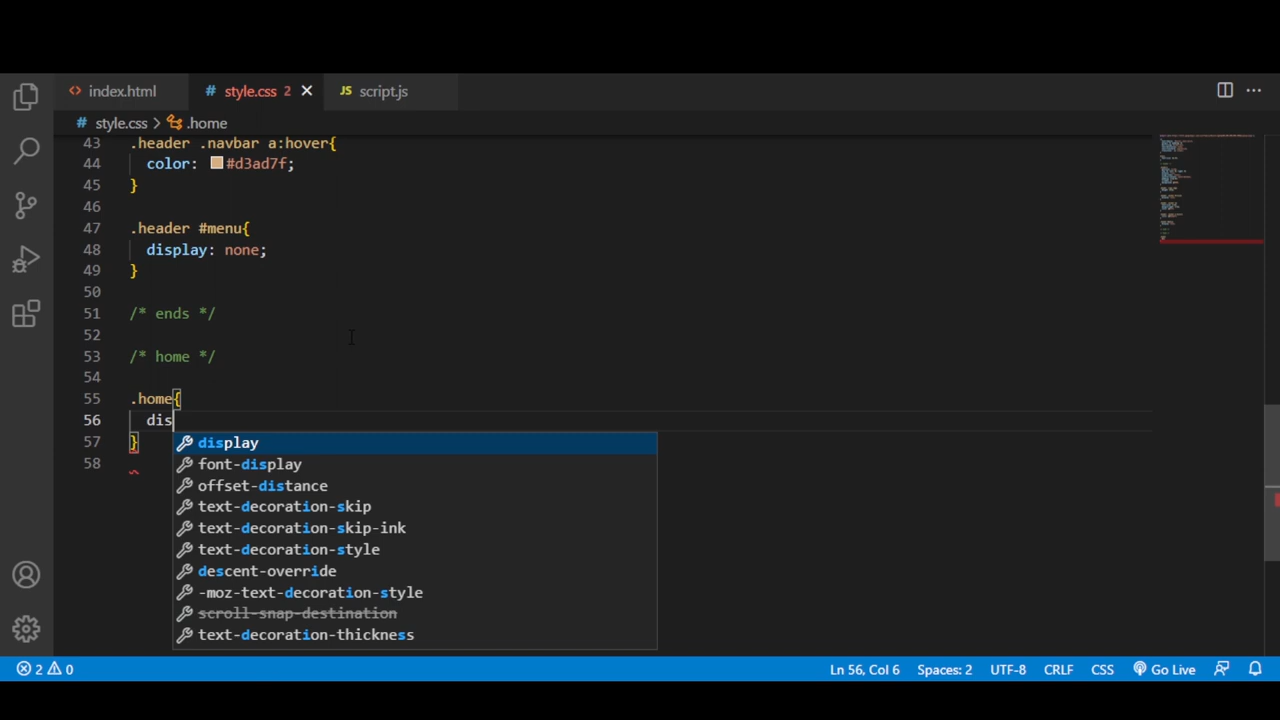 index.html
style.css 2
script.js
style.css > .home
43 .header .navbar a:hover{
44 color: #d3ad7f;
45 }
46
47 .header #menu{
48 display: none;
49 }
50
51 /* ends */
52
53 /* home */
54
55 .home{
56 dis
57 }
58
display
font-display
offset-distance
text-decoration-skip
text-decoration-skip-ink
text-decoration-style
descent-override
-moz-text-decoration-style
scroll-snap-destination
text-decoration-thickness
2 0 Ln 56, Col 6 Spaces: 2 UTF-8 CRLF CSS Go Live